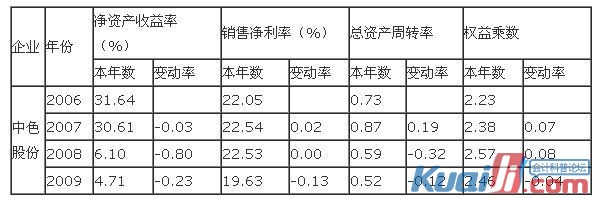 企业 年份 净资产收益率（%） 销售净利率（%） 总资产周转率 权益乘数
本年数 变动率 本年数 变动率 本年数 变动率 本年数 变动率
中色股份
2006 31.64 22.05 0.73 2.23
2007 30.61 -0.03 22.54 0.02 0.87 0.19 2.38 0.07
2008 6.10 -0.80 22.53 0.00 0.59 -0.32 2.57 0.08
2009 4.71 -0.23 19.63 -0.13 0.52 -0.12 2.46 -0.04